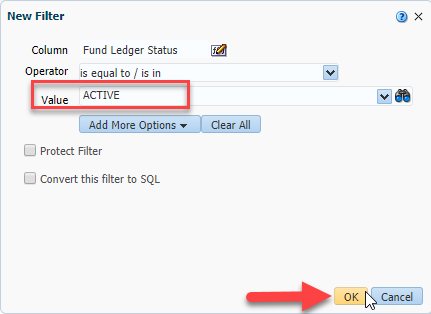 New Filter
Column Fund Ledger Status
Operator is equal to / is in
Value ACTIVE
Add More Options Clear All
Protect Filter
Convert this filter to SQL
OK Cancel